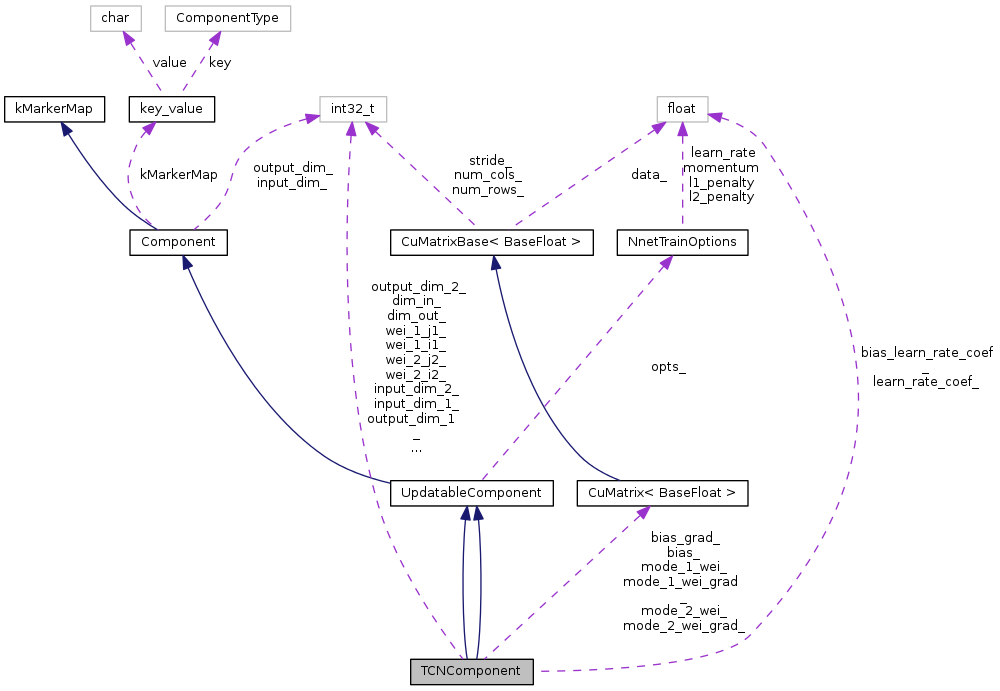 char
ComponentType
value
key
kMarkerMap
key_value
int32_t
float
kMarkerMap
output_dim_
input_dim_
stride_
num_cols_
num_rows_
data_
learn_rate
momentum
l1_penalty
l2_penalty
Component
CuMatrixBase< BaseFloat >
NnetTrainOptions
output_dim_2_
dim_in_
dim_out_
wei_1_j1_
wei_1_i1_
wei_2_j2_
wei_2_i2_
input_dim_2_
input_dim_1_
output_dim_1
_
...
opts_
bias_learn_rate_coef
_
learn_rate_coef_
UpdatableComponent
CuMatrix< BaseFloat >
bias_grad_
bias_
mode_1_wei_
mode_1_wei_grad
_
mode_2_wei_
mode_2_wei_grad_
TCNComponent